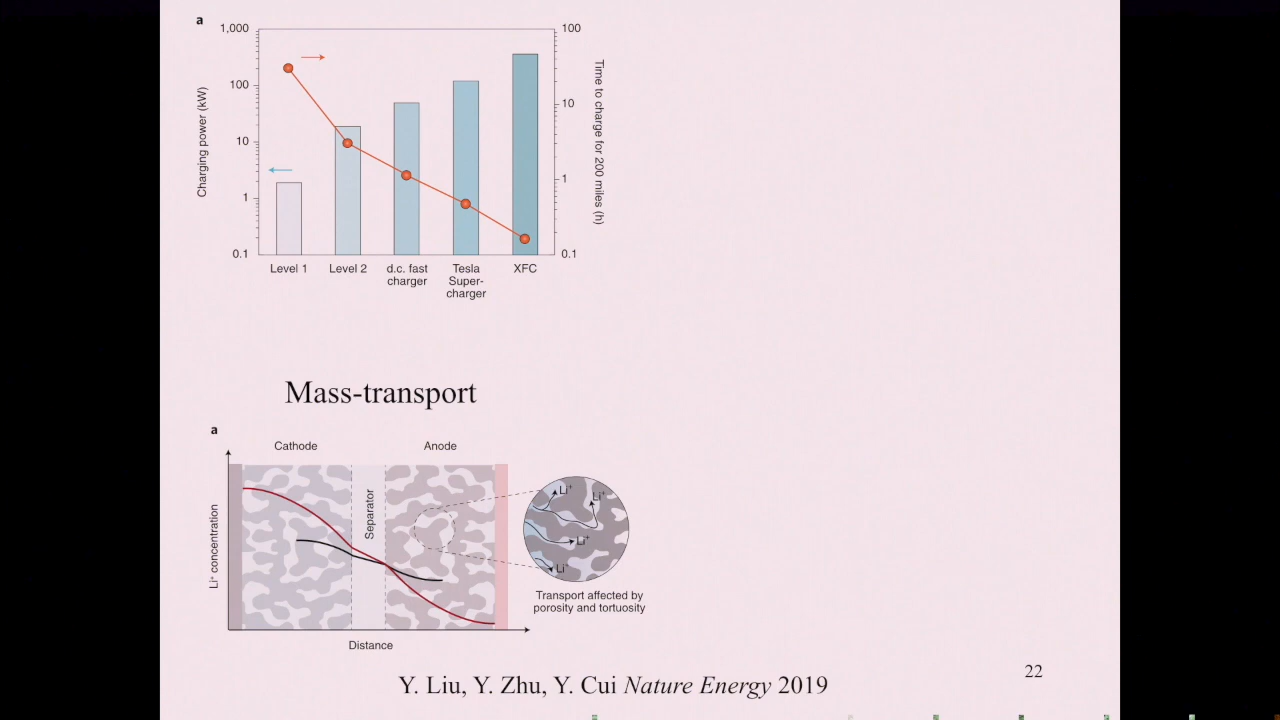 a
1,000
100
10
1
0.1
Charging power (kW)
100
10
1
0.1
Time to charge for 200 miles (h)
Level 1
Level 2
d.c. fast
charger
Tesla
Super-
charger
XFC
Mass-transport
a
Cathode
Anode
Separator
Li⁺ concentration
Distance
Li⁺
Li⁺
Li⁺
Li⁺
Transport affected by
porosity and tortuosity
Y. Liu, Y. Zhu, Y. Cui Nature Energy 2019
22